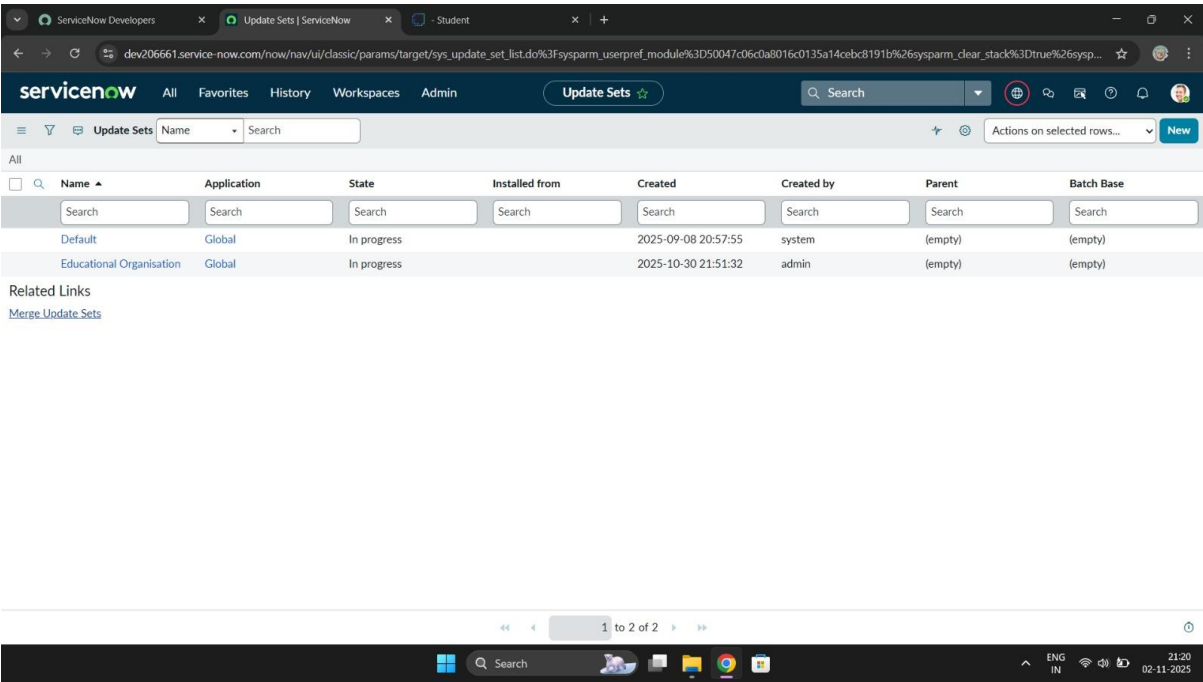 ServiceNow Developers
Update Sets | ServiceNow
- Student
dev206661.service-now.com/now/nav/ui/classic/params/target/sys_update_set_list.do%3Fsysparm_userpref_module%3D50047c06c0a8016c0135a14cebc8191b%26sysparm_clear_stack%3Dtrue%26sysp...
servicenow All Favorites History Workspaces Admin Update Sets Search
Update Sets Name Search Actions on selected rows... New
All
Name Application State Installed from Created Created by Parent Batch Base
Search Search Search Search Search Search Search Search
Default Global In progress 2025-09-08 20:57:55 system (empty) (empty)
Educational Organisation Global In progress 2025-10-30 21:51:32 admin (empty) (empty)
Related Links
Merge Update Sets
1 to 2 of 2
Search
ENG
IN
21:20
02-11-2025